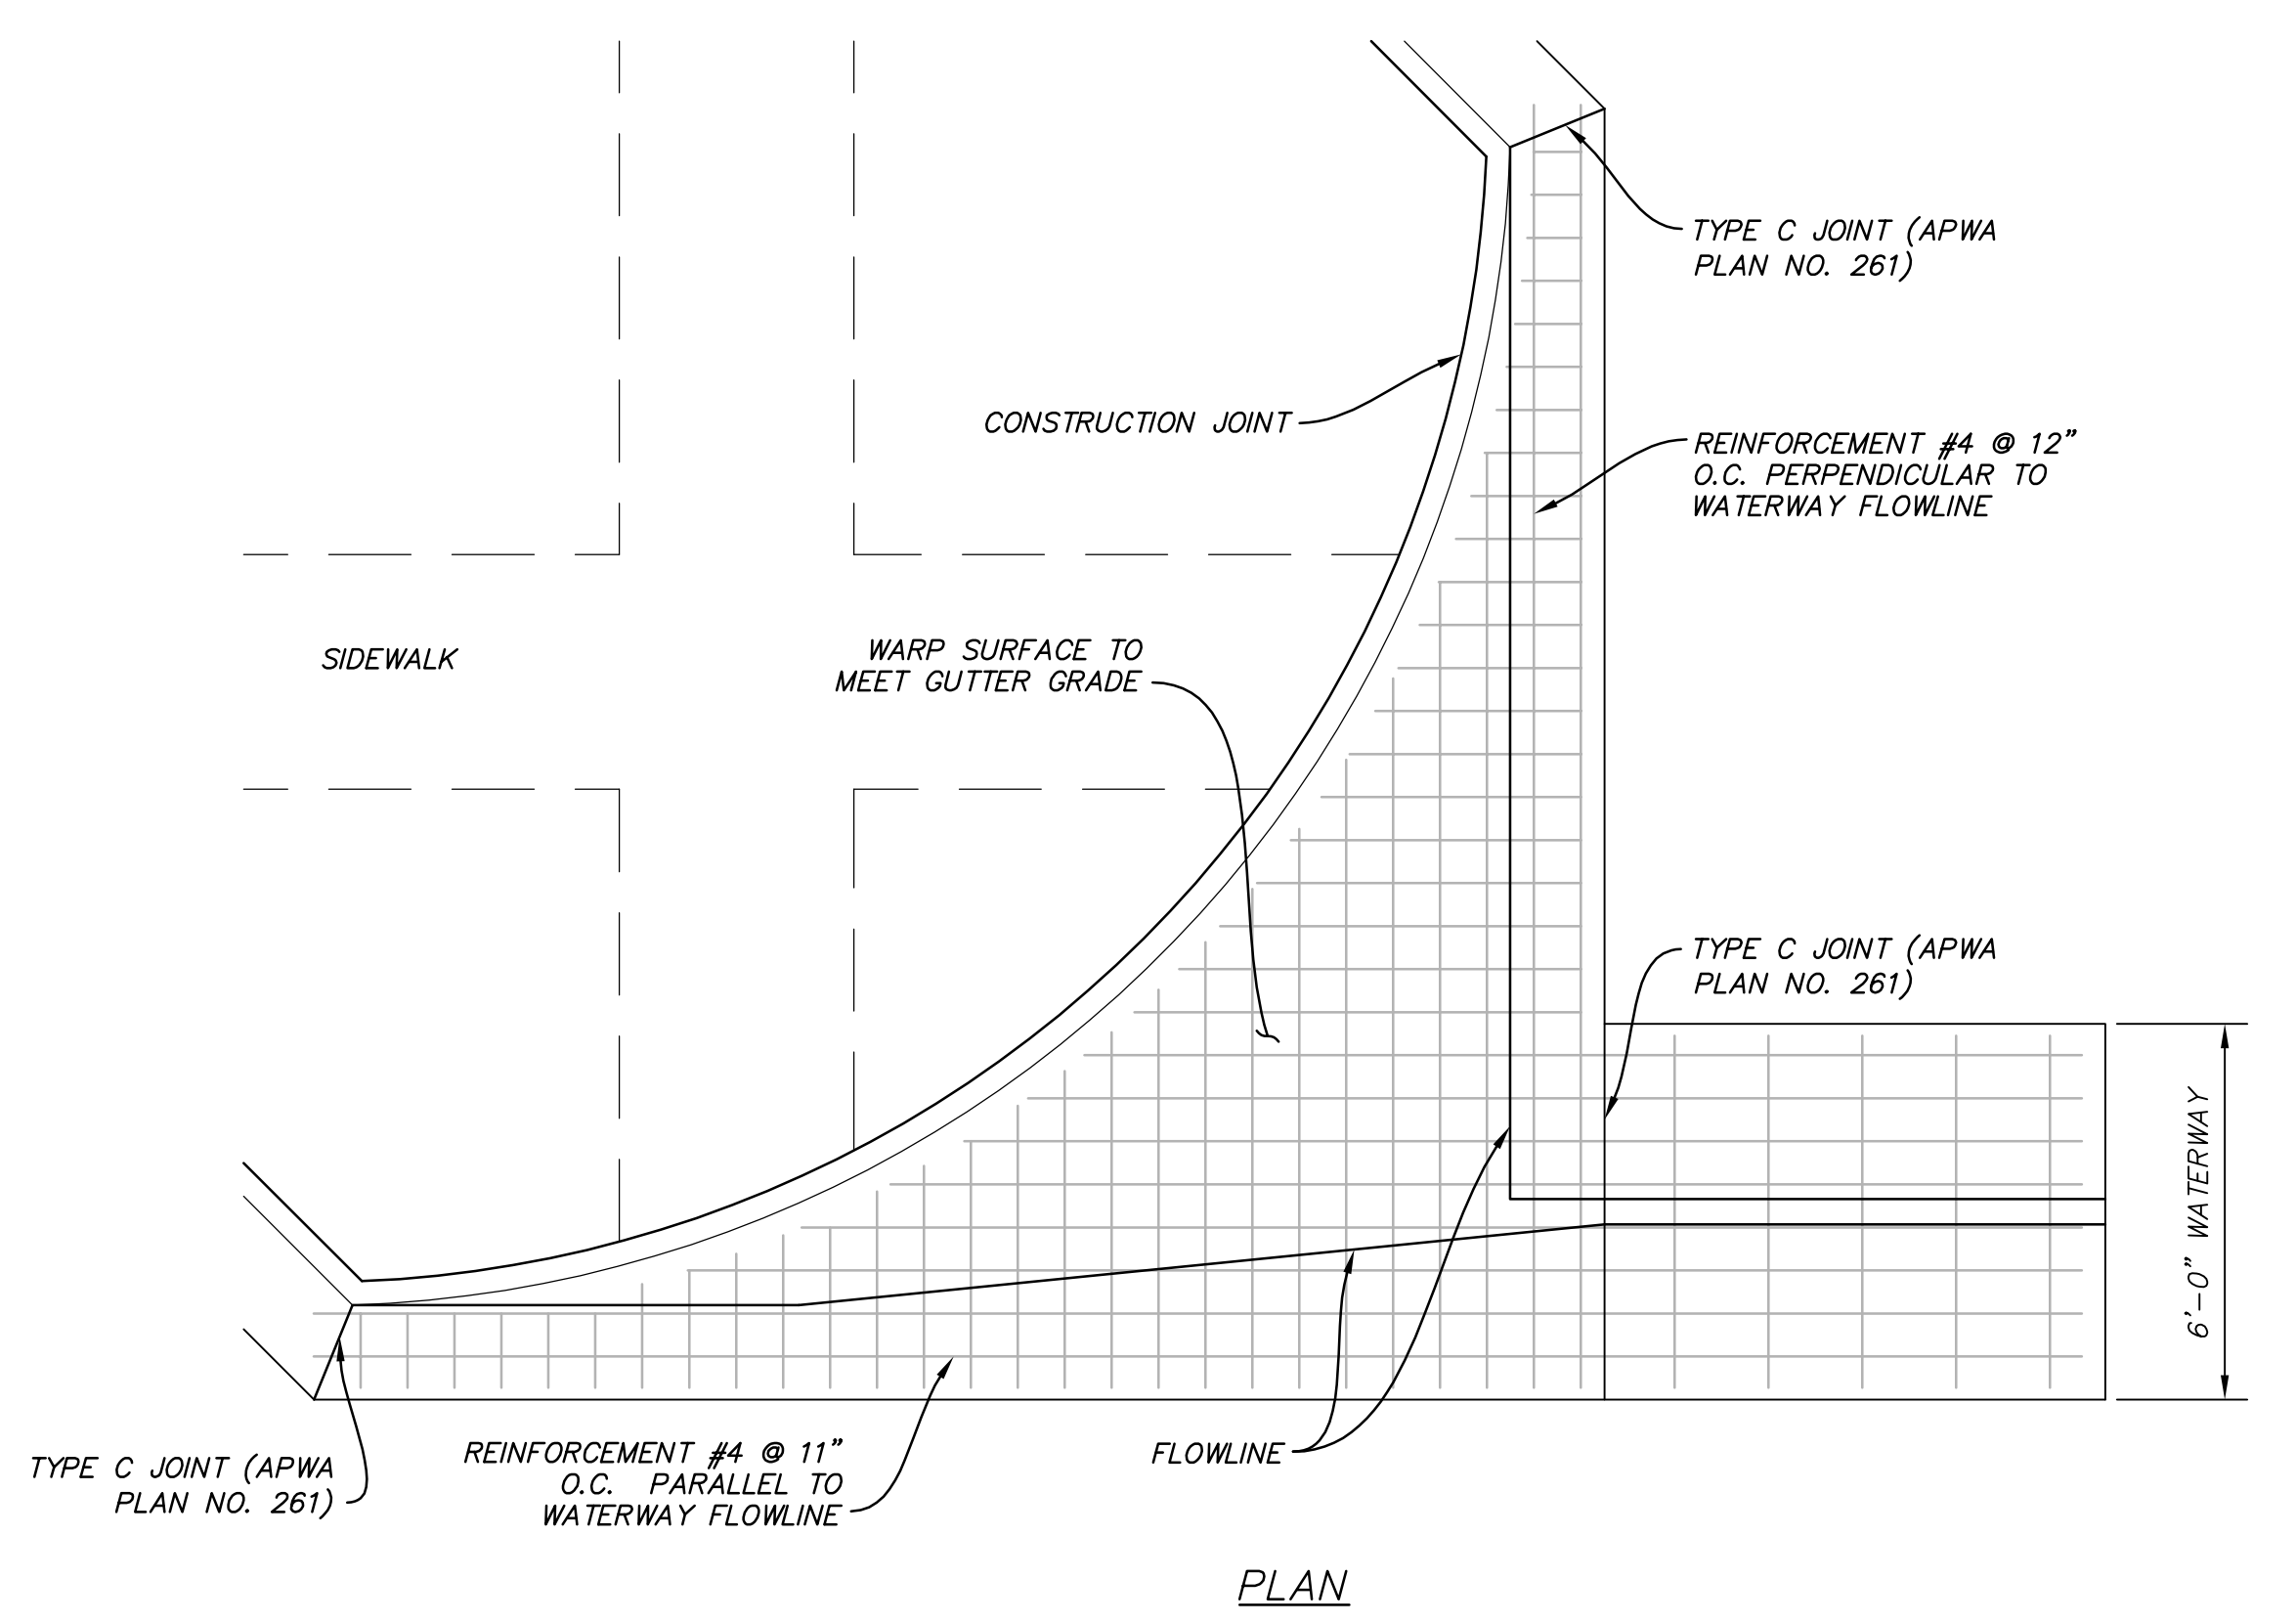 TYPE C JOINT (APWA
PLAN NO. 261)
CONSTRUCTION JOINT
REINFORCEMENT #4 @ 12"
O.C. PERPENDICULAR TO
WATERWAY FLOWLINE
SIDEWALK
WARP SURFACE TO
MEET GUTTER GRADE
TYPE C JOINT (APWA
PLAN NO. 261)
6'-0" WATERWAY
TYPE C JOINT (APWA
PLAN NO. 261)
REINFORCEMENT #4 @ 11"
O.C. PARALLEL TO
WATERWAY FLOWLINE
FLOWLINE
PLAN